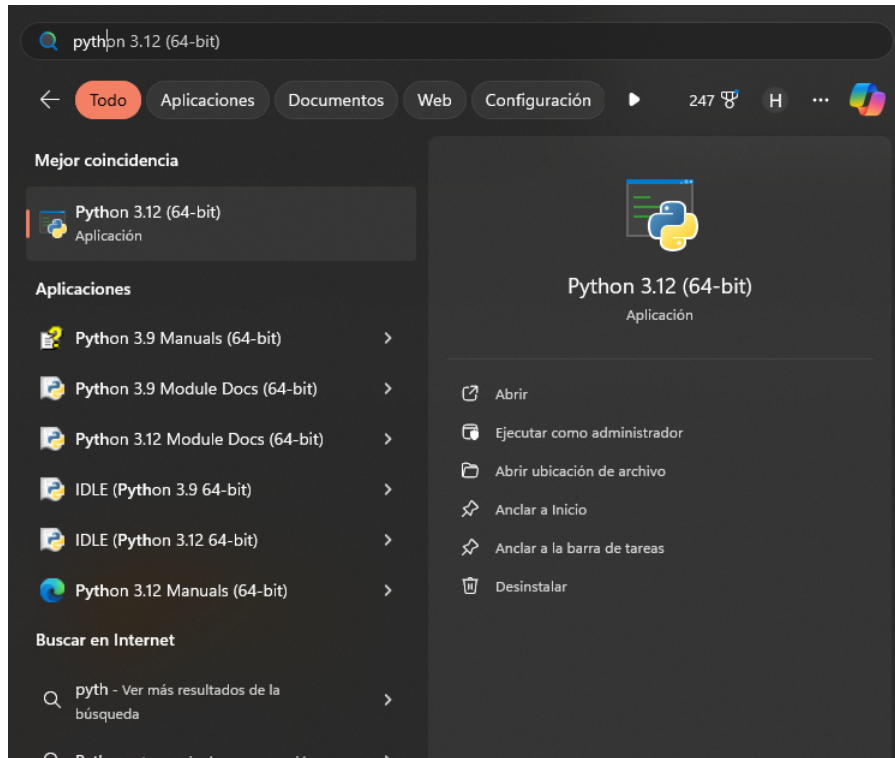 python 3.12 (64-bit)
Todo
Aplicaciones
Documentos
Web
Configuración
247
H
Mejor coincidencia
Python 3.12 (64-bit)
Aplicación
Aplicaciones
Python 3.9 Manuals (64-bit)
Python 3.9 Module Docs (64-bit)
Python 3.12 Module Docs (64-bit)
IDLE (Python 3.9 64-bit)
IDLE (Python 3.12 64-bit)
Python 3.12 Manuals (64-bit)
Buscar en Internet
pyth - Ver más resultados de la
búsqueda
Python 3.12 (64-bit)
Aplicación
Abrir
Ejecutar como administrador
Abrir ubicación de archivo
Anclar a Inicio
Anclar a la barra de tareas
Desinstalar